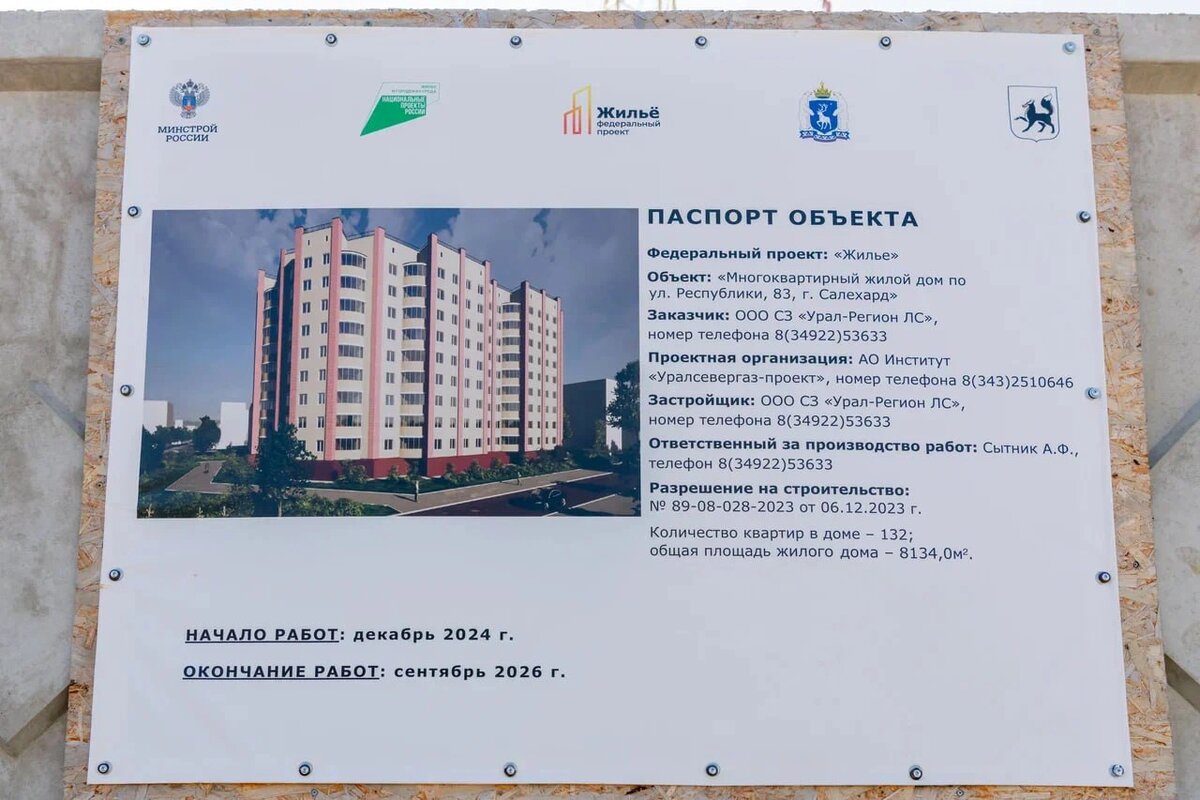 МИНСТРОЙ
РОССИИ
ЖИЛЬЕ
И ГОРОДСКАЯ СРЕДА
НАЦИОНАЛЬНЫЕ
ПРОЕКТЫ
РОССИИ
Жильё
федеральный
проект
ПАСПОРТ ОБЪЕКТА
Федеральный проект: «Жилье»
Объект: «Многоквартирный жилой дом по
ул. Республики, 83, г. Салехард»
Заказчик: ООО СЗ «Урал-Регион ЛС»,
номер телефона 8(34922)53633
Проектная организация: АО Институт
«Уралсевергаз-проект», номер телефона 8(343)2510646
Застройщик: ООО СЗ «Урал-Регион ЛС»,
номер телефона 8(34922)53633
Ответственный за производство работ: Сытник А.Ф.,
телефон 8(34922)53633
Разрешение на строительство:
№ 89-08-028-2023 от 06.12.2023 г.
Количество квартир в доме – 132;
общая площадь жилого дома – 8134,0м².
НАЧАЛО РАБОТ: декабрь 2024 г.
ОКОНЧАНИЕ РАБОТ: сентябрь 2026 г.